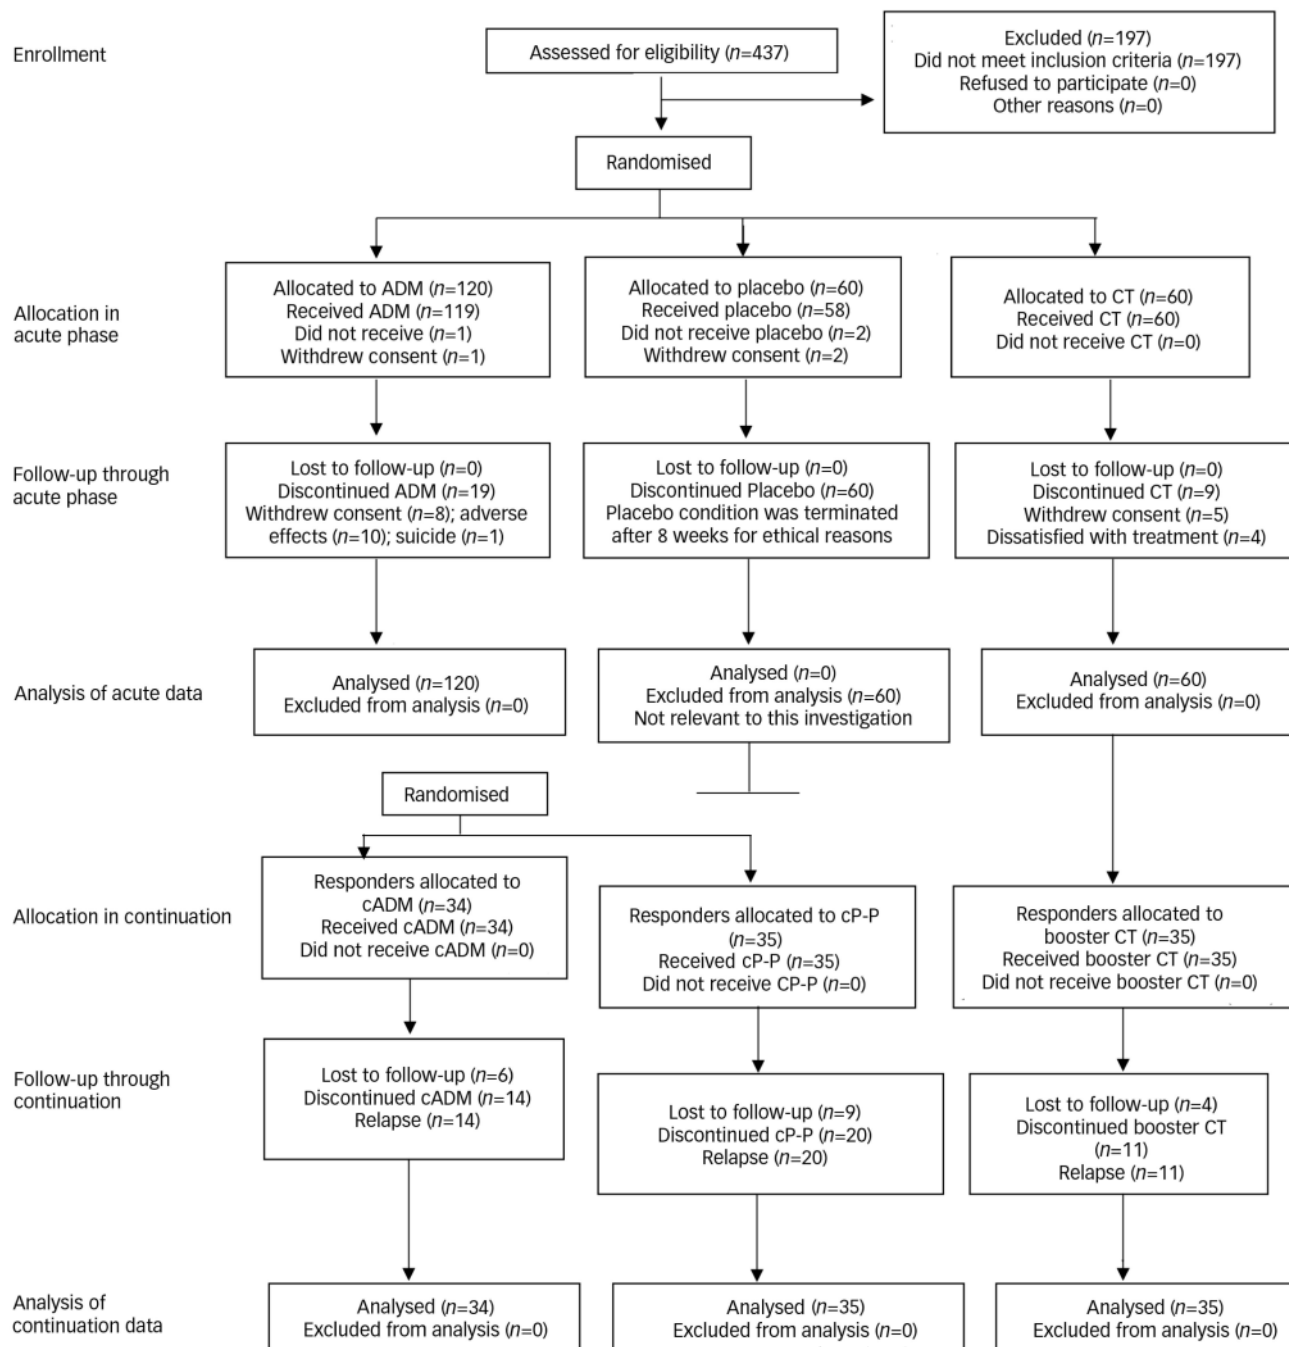 Enrollment
Assessed for eligibility (n=437)
Excluded (n=197)
Did not meet inclusion criteria (n=197)
Refused to participate (n=0)
Other reasons (n=0)
Randomised
Allocation in
acute phase
Allocated to ADM (n=120)
Received ADM (n=119)
Did not receive (n=1)
Withdrew consent (n=1)
Allocated to placebo (n=60)
Received placebo (n=58)
Did not receive placebo (n=2)
Withdrew consent (n=2)
Allocated to CT (n=60)
Received CT (n=60)
Did not receive CT (n=0)
Follow-up through
acute phase
Lost to follow-up (n=0)
Discontinued ADM (n=19)
Withdrew consent (n=8); adverse
effects (n=10); suicide (n=1)
Lost to follow-up (n=0)
Discontinued Placebo (n=60)
Placebo condition was terminated
after 8 weeks for ethical reasons
Lost to follow-up (n=0)
Discontinued CT (n=9)
Withdrew consent (n=5)
Dissatisfied with treatment (n=4)
Analysis of acute data
Analysed (n=120)
Excluded from analysis (n=0)
Analysed (n=0)
Excluded from analysis (n=60)
Not relevant to this investigation
Analysed (n=60)
Excluded from analysis (n=0)
Randomised
Allocation in continuation
Responders allocated to
cADM (n=34)
Received cADM (n=34)
Did not receive cADM (n=0)
Responders allocated to cP-P
(n=35)
Received cP-P (n=35)
Did not receive CP-P (n=0)
Responders allocated to
booster CT (n=35)
Received booster CT (n=35)
Did not receive booster CT (n=0)
Follow-up through
continuation
Lost to follow-up (n=6)
Discontinued cADM (n=14)
Relapse (n=14)
Lost to follow-up (n=9)
Discontinued cP-P (n=20)
Relapse (n=20)
Lost to follow-up (n=4)
Discontinued booster CT
(n=11)
Relapse (n=11)
Analysis of
continuation data
Analysed (n=34)
Excluded from analysis (n=0)
Analysed (n=35)
Excluded from analysis (n=0)
Analysed (n=35)
Excluded from analysis (n=0)